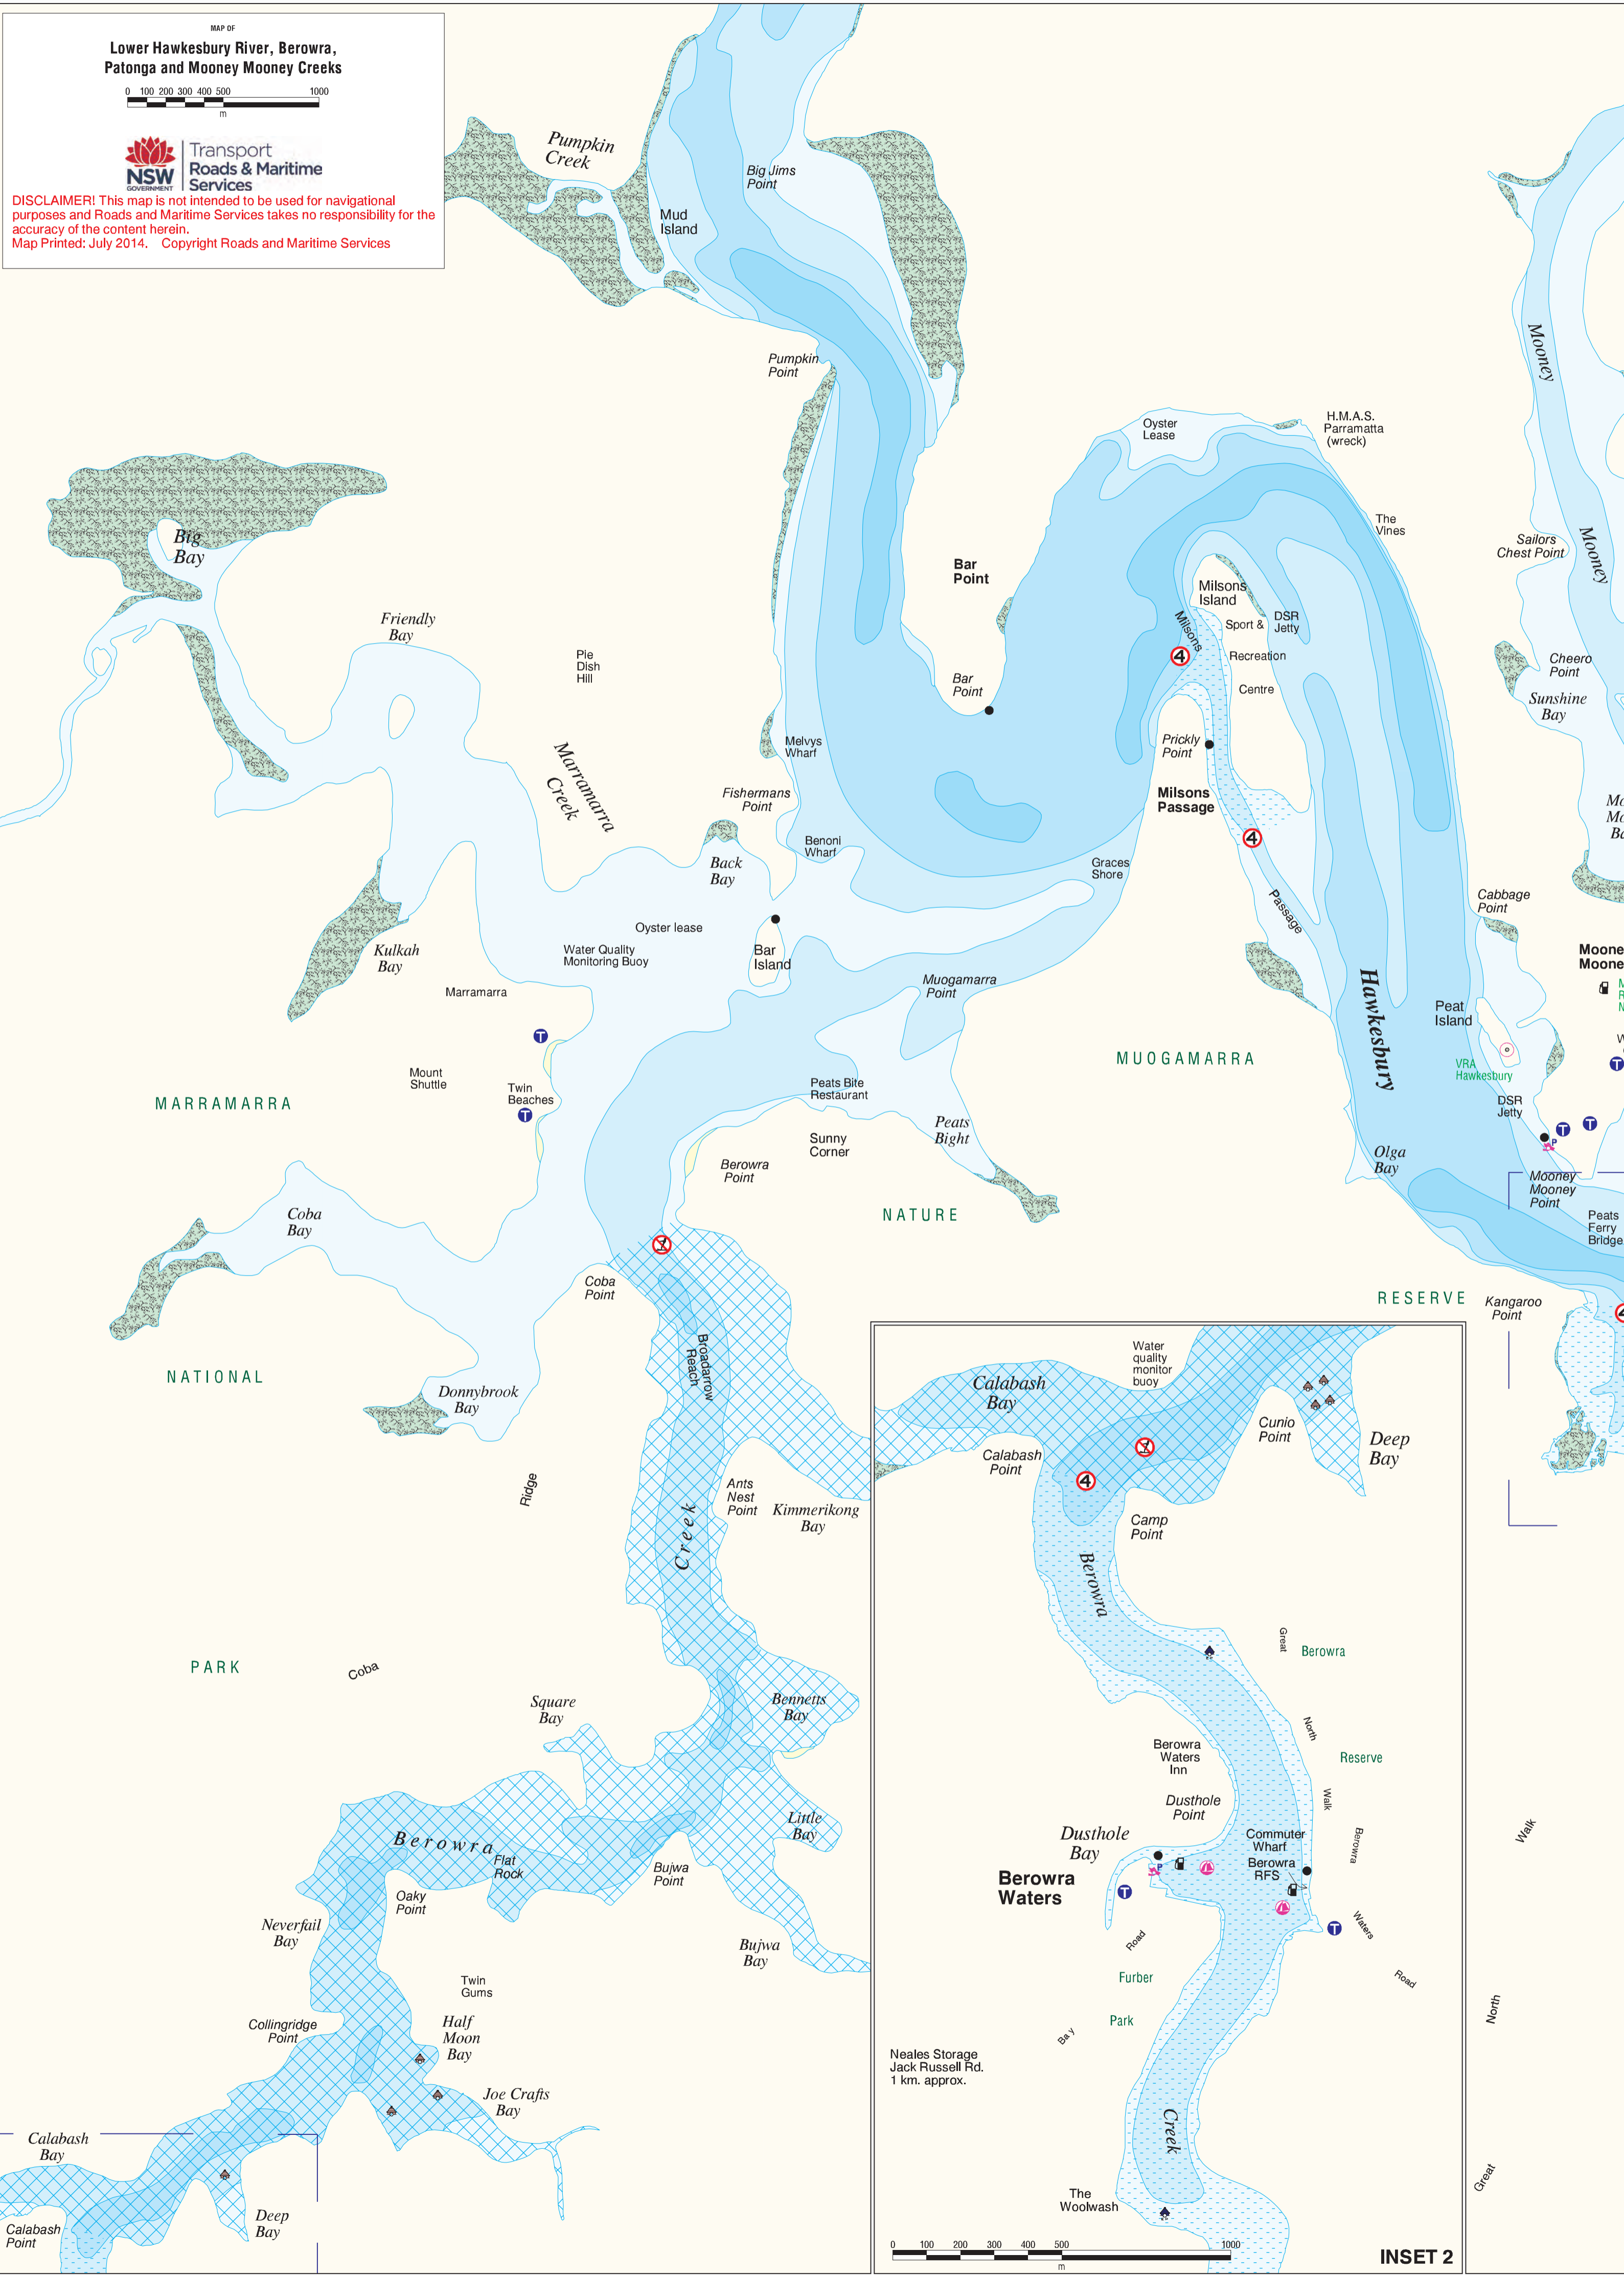 MAP OF
Lower Hawkesbury River, Berowra,
Patonga and Mooney Mooney Creeks
0 100 200 300 400 500 1000
m
NSW
GOVERNMENT
Transport
Roads & Maritime
Services
DISCLAIMER! This map is not intended to be used for navigational
purposes and Roads and Maritime Services takes no responsibility for the
accuracy of the content herein.
Map Printed: July 2014. Copyright Roads and Maritime Services
Pumpkin
Creek
Big Jims
Point
Mud
Island
Mooney
Pumpkin
Point
Oyster
Lease
H.M.A.S.
Parramatta
(wreck)
The
Vines
Sailors
Chest Point
Mooney
Big
Bay
Bar
Point
Milsons
Island
Friendly
Bay
Milsons
Sport &
DSR
Jetty
Pie
Dish
Hill
4
Recreation
Cheero
Point
Bar
Point
Centre
Sunshine
Bay
Melvys
Wharf
Prickly
Point
Marramarra
Creek
Fishermans
Point
Milsons
Passage
Benoni
Wharf
4
Back
Bay
Graces
Shore
Passage
Cabbage
Point
Oyster lease
Kulkah
Bay
Water Quality
Monitoring Buoy
Bar
Island
Marramarra
Muogamarra
Point
Hawkesbury
Peat
Island
T
MUOGAMARRA
VRA
Hawkesbury
T
Mount
Shuttle
Twin
Beaches
T
Peats Bite
Restaurant
DSR
Jetty
MARRAMARRA
Sunny
Corner
Peats
Bight
T
T
P
Olga
Bay
Berowra
Point
Mooney
Mooney
Point
Coba
Bay
NATURE
Peats
Ferry
Bridge
Coba
Point
RESERVE
Kangaroo
Point
Broadarrow
Reach
NATIONAL
Donnybrook
Bay
Ridge
Ants
Nest
Point
Kimmerikong
Bay
Creek
PARK
Coba
Square
Bay
Bennetts
Bay
Little
Bay
Berowra
Flat
Rock
Bujwa
Point
Oaky
Point
Neverfail
Bay
Bujwa
Bay
Twin
Gums
Collingridge
Point
Half
Moon
Bay
Joe Crafts
Bay
Calabash
Bay
Deep
Bay
Calabash
Point
Water
quality
monitor
buoy
Calabash
Bay
Cunio
Point
Deep
Bay
Calabash
Point
4
Camp
Point
Berowra
Great
Berowra
North
Reserve
Berowra
Waters
Inn
Walk
Dusthole
Point
Dusthole
Bay
Commuter
Wharf
Berowra
Berowra
RFS
P
Berowra
Waters
T
T
Waters
Road
Road
Furber
Park
Bay
Neales Storage
Jack Russell Rd.
1 km. approx.
Creek
The
Woolwash
0 100 200 300 400 500 1000
m
INSET 2
Walk
North
Great